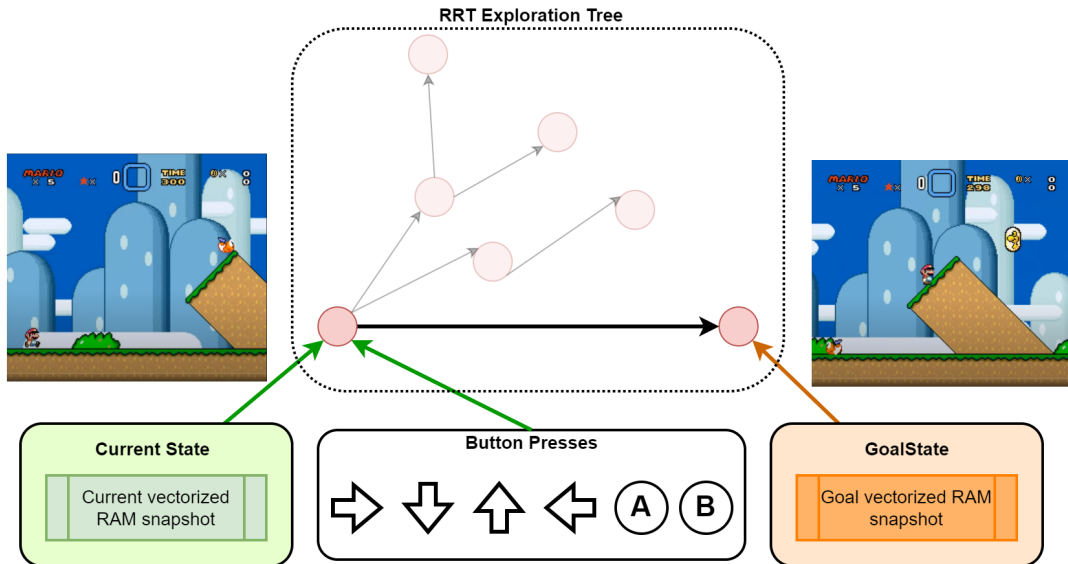 RRT Exploration Tree
MARIO
x 5
x
0
TIME
300
x
0
0
MARIO
x 5
x
0
TIME
298
x
0
0
Current State
Current vectorized
RAM snapshot
Button Presses
A
B
GoalState
Goal vectorized RAM
snapshot